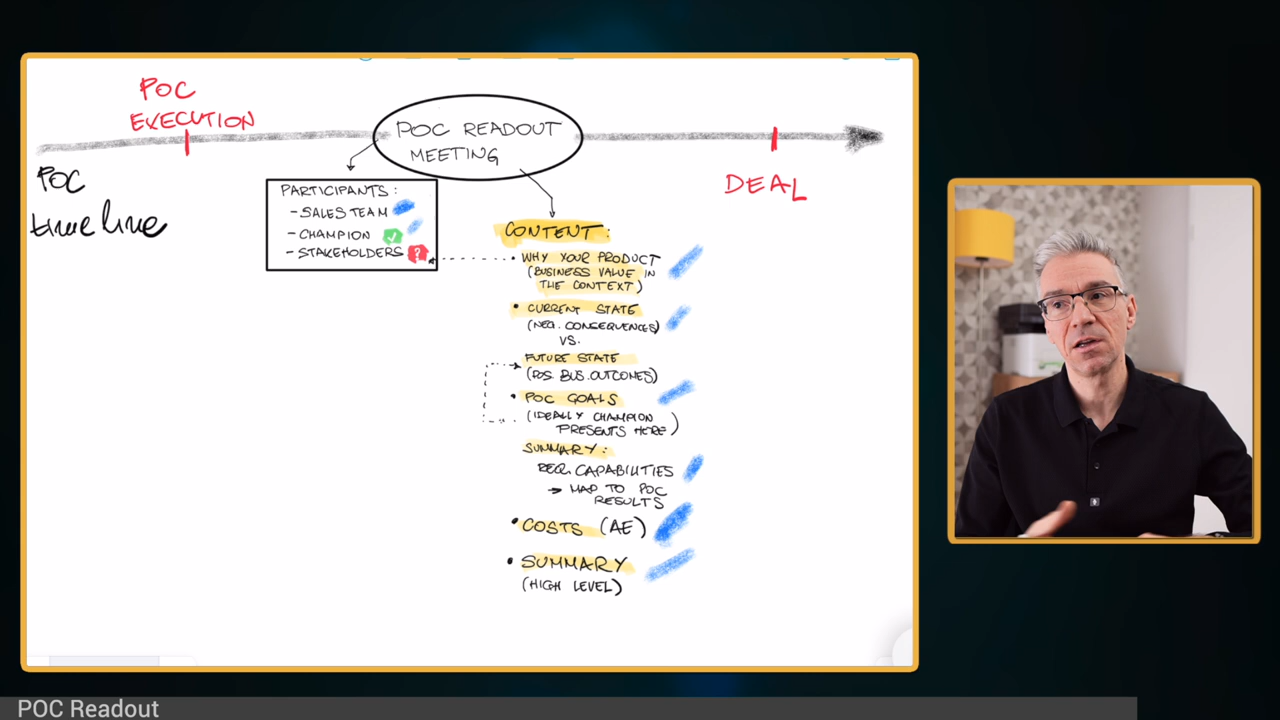 POC
EXECUTION
POC READOUT
MEETING
POC
timeline
DEAL
PARTICIPANTS:
- SALES TEAM
- CHAMPION
- STAKEHOLDERS ?
CONTENT:
• WHY YOUR PRODUCT
(BUSINESS VALUE IN
THE CONTEXT)
• CURRENT STATE
(NEG. CONSEQUENCES)
VS.
FUTURE STATE
(POS. BUS. OUTCOMES)
• POC GOALS
(IDEALLY CHAMPION
PRESENTS HERE)
SUMMARY:
REQ. CAPABILITIES
→ MAP TO POC
RESULTS
• COSTS (AE)
• SUMMARY
(HIGH LEVEL)
POC Readout